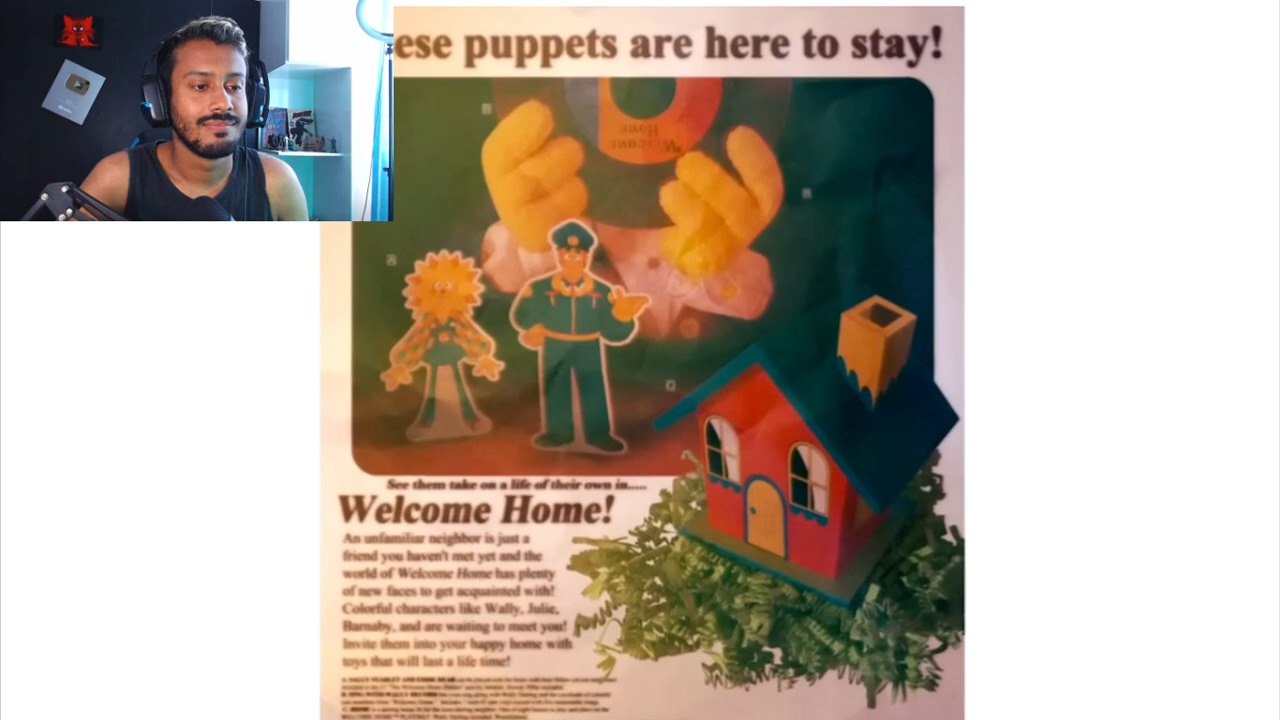 ese puppets are here to stay!
Welcome
Home
See them take on a life of their own in.....
Welcome Home!
An unfamiliar neighbor is just a
friend you haven't met yet and the
world of Welcome Home has plenty
of new faces to get acquainted with!
Colorful characters like Wally, Julie,
Barnaby, and are waiting to meet you!
Invite them into your happy home with
toys that will last a life time!